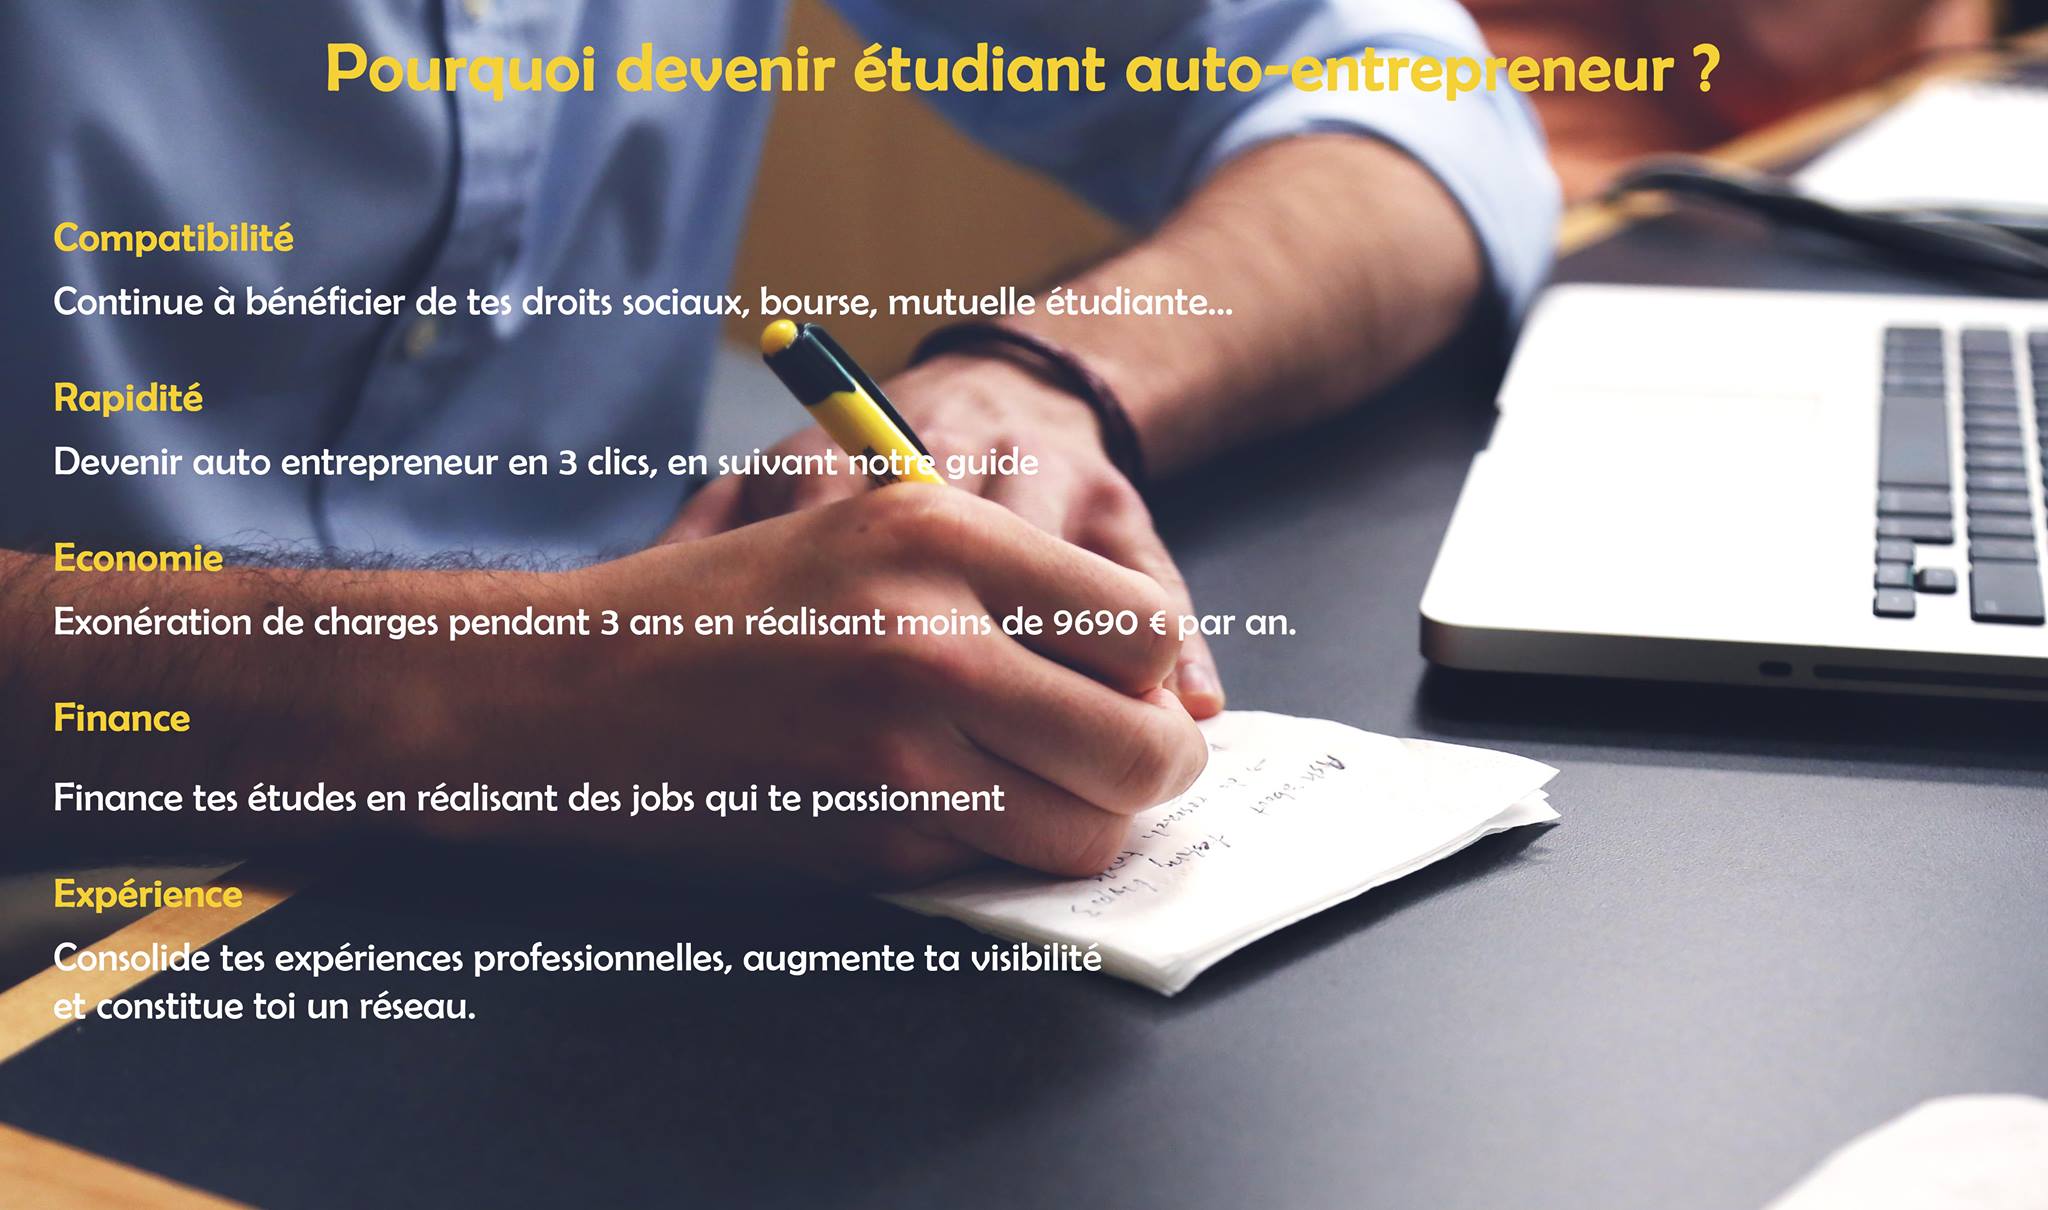 Pourquoi devenir étudiant auto-entrepreneur ?
Compatibilité
Continue à bénéficier de tes droits sociaux, bourse, mutuelle étudiante...
Rapidité
Devenir auto entrepreneur en 3 clics, en suivant notre guide
Economie
Exonération de charges pendant 3 ans en réalisant moins de 9690 € par an.
Finance
Finance tes études en réalisant des jobs qui te passionnent
Expérience
Consolide tes expériences professionnelles, augmente ta visibilité
et constitue toi un réseau.